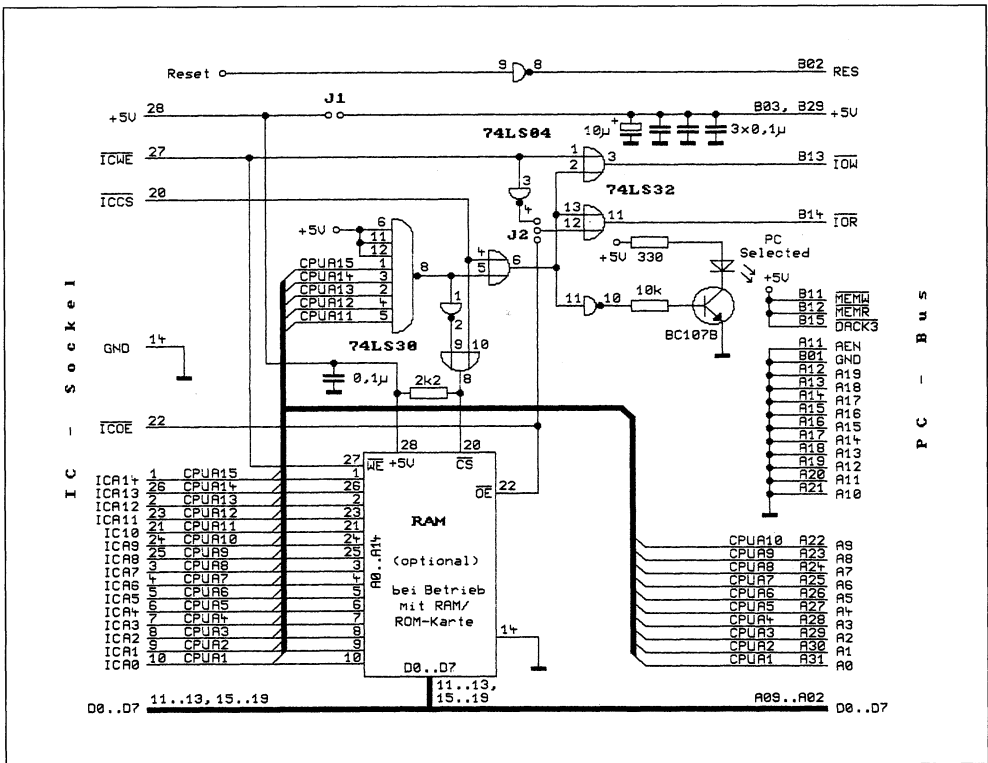 Reset 9 8 B02 RES
+5V 28 J1 B03, B29 +5V
10µ + 3x0,1µ
74LS04
ICWE 27 1 2 3 B13 IOW
74LS32
ICCS 20 3 4 13 12 11 B14 IOR
J2
+5V 330
PC Selected
+5V
+5V 6 11 12
CPUA15 1
CPUA14 3
CPUA13 2
CPUA12 4
CPUA11 5
8 4 5 6
1 2
9 10 8
74LS30
11 10 10k
BC107B
B11 MEMW
B12 MEMR
B15 DACK3
A11 AEN
B01 GND
A12 A19
A13 A18
A14 A17
A15 A16
A16 A15
A17 A14
A18 A13
A19 A12
A20 A11
A21 A10
GND 14
0,1µ 2k2
ICOE 22
IC - Sockel
PC - Bus
28 20
27 WE +5V CS
22 OE
RAM
(optional)
bei Betrieb
mit RAM/
ROM-Karte
A0..A14
14
D0..D7
ICA14 1 CPUA15 1
ICA13 26 CPUA14 26
ICA12 2 CPUA13 2
ICA11 23 CPUA12 23
IC10 21 CPUA11 21
ICA9 24 CPUA10 24
ICA8 25 CPUA9 25
ICA7 3 CPUA8 3
ICA6 4 CPUA7 4
ICA5 5 CPUA6 5
ICA4 6 CPUA5 6
ICA3 7 CPUA4 7
ICA2 8 CPUA3 8
ICA1 9 CPUA2 9
ICA0 10 CPUA1 10
CPUA10 A22 A9
CPUA9 A23 A8
CPUA8 A24 A7
CPUA7 A25 A6
CPUA6 A26 A5
CPUA5 A27 A4
CPUA4 A28 A3
CPUA3 A29 A2
CPUA2 A30 A1
CPUA1 A31 A0
D0..D7 11..13,15..19
11..13,
15..19
A09..A02 D0..D7